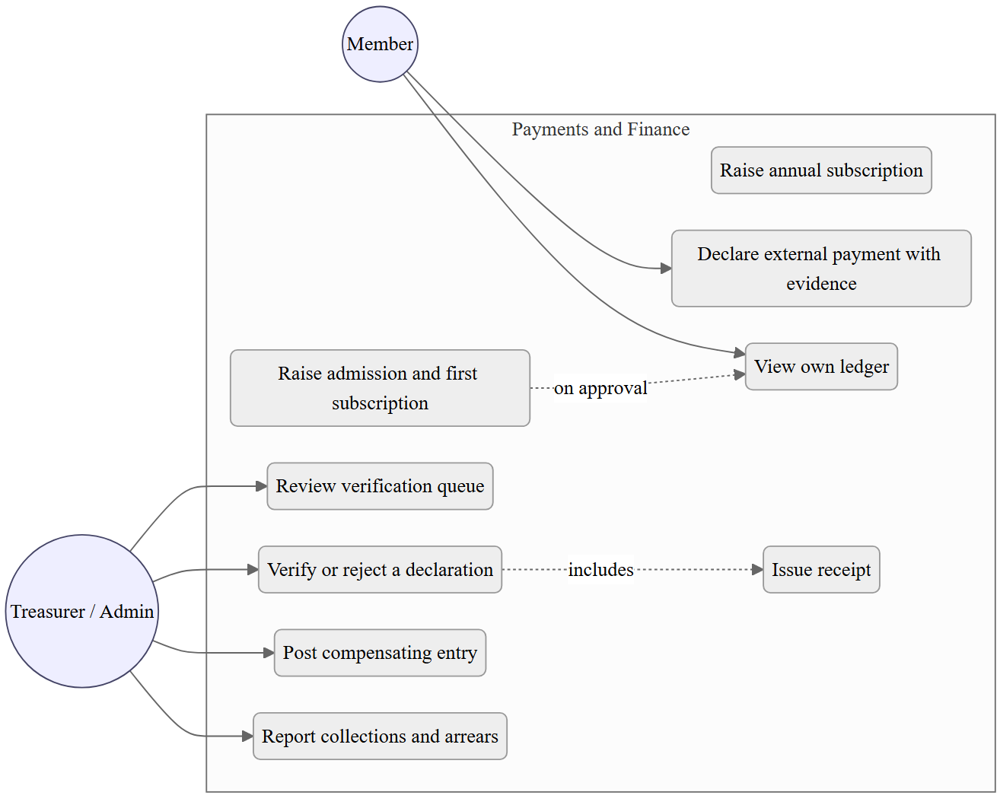 Member
Payments and Finance
Raise annual subscription
Declare external payment with
evidence
View own ledger
Raise admission and first
subscription
on approval
Review verification queue
Verify or reject a declaration
includes
Issue receipt
Treasurer / Admin
Post compensating entry
Report collections and arrears